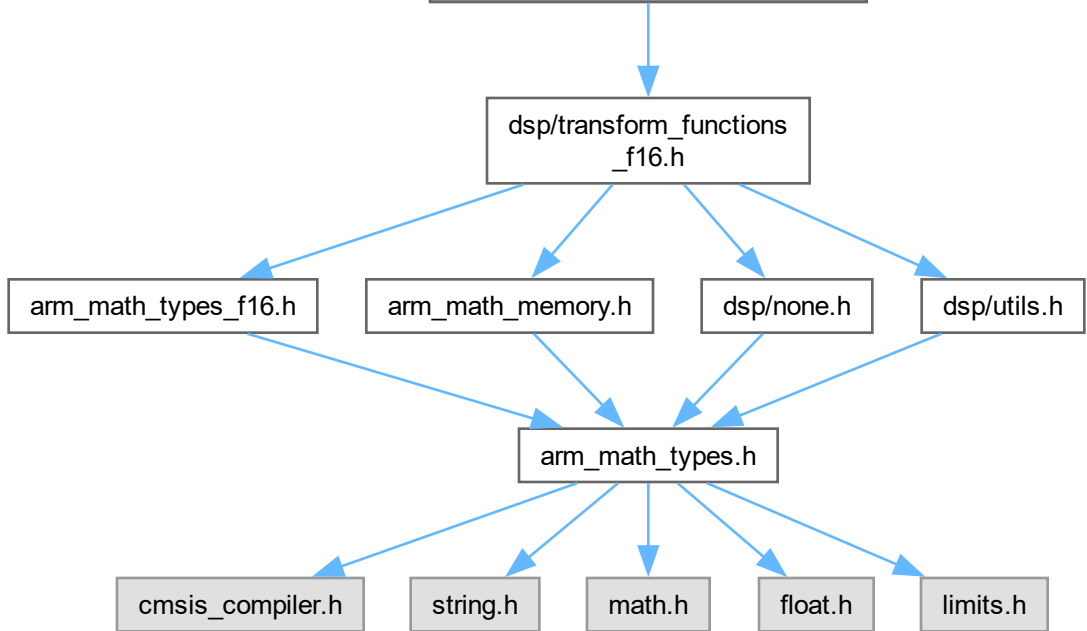 dsp/transform_functions
_f16.h
arm_math_types_f16.h
arm_math_memory.h
dsp/none.h
dsp/utils.h
arm_math_types.h
cmsis_compiler.h
string.h
math.h
float.h
limits.h